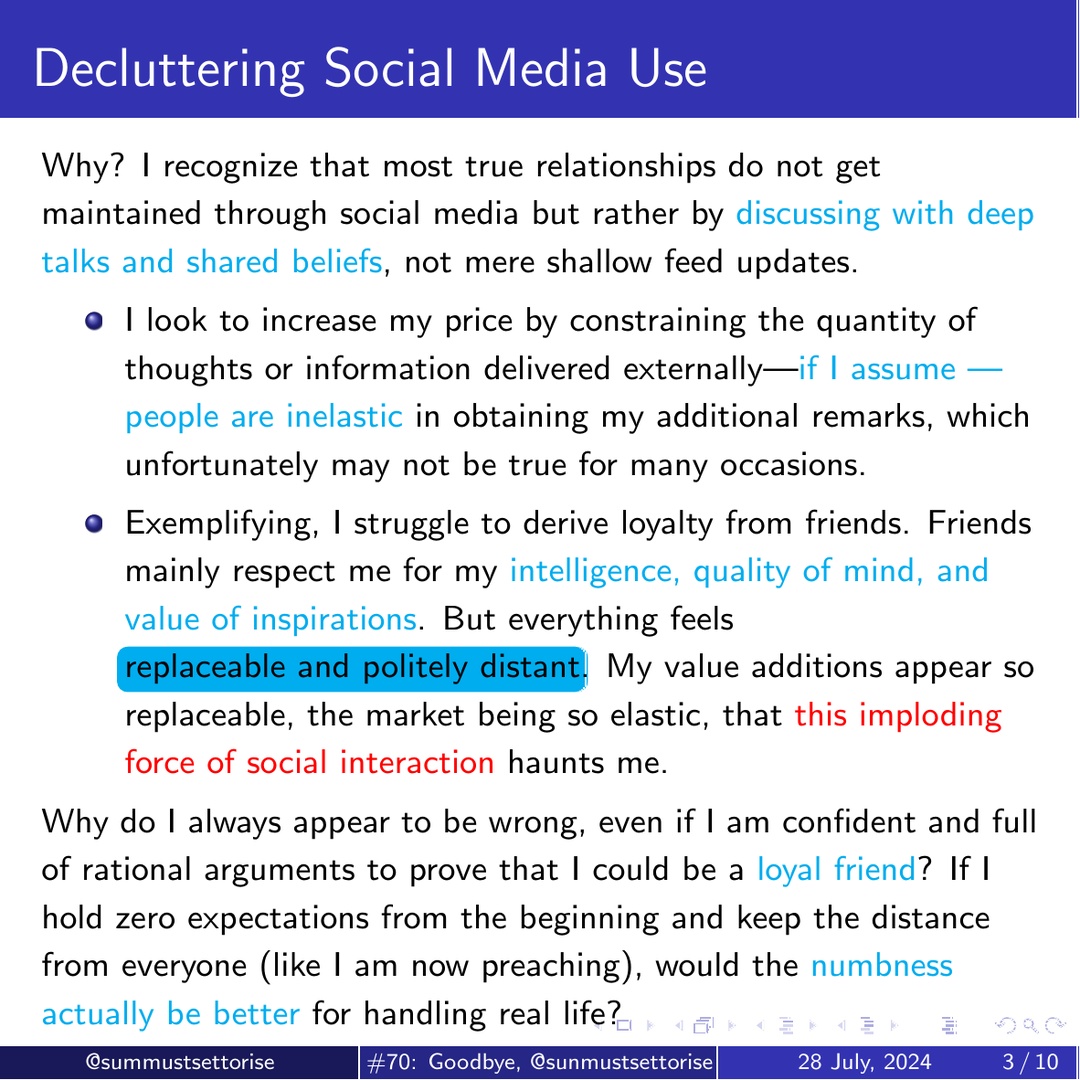 Decluttering Social Media Use
Why? I recognize that most true relationships do not get
maintained through social media but rather by discussing with deep
talks and shared beliefs, not mere shallow feed updates.
I look to increase my price by constraining the quantity of
thoughts or information delivered externally—if I assume —
people are inelastic in obtaining my additional remarks, which
unfortunately may not be true for many occasions.
Exemplifying, I struggle to derive loyalty from friends. Friends
mainly respect me for my intelligence, quality of mind, and
value of inspirations. But everything feels
replaceable and politely distant. My value additions appear so
replaceable, the market being so elastic, that this imploding
force of social interaction haunts me.
Why do I always appear to be wrong, even if I am confident and full
of rational arguments to prove that I could be a loyal friend? If I
hold zero expectations from the beginning and keep the distance
from everyone (like I am now preaching), would the numbness
actually be better for handling real life?
@summustsettorise #70: Goodbye, @sunmustsettorise 28 July, 2024 3 / 10